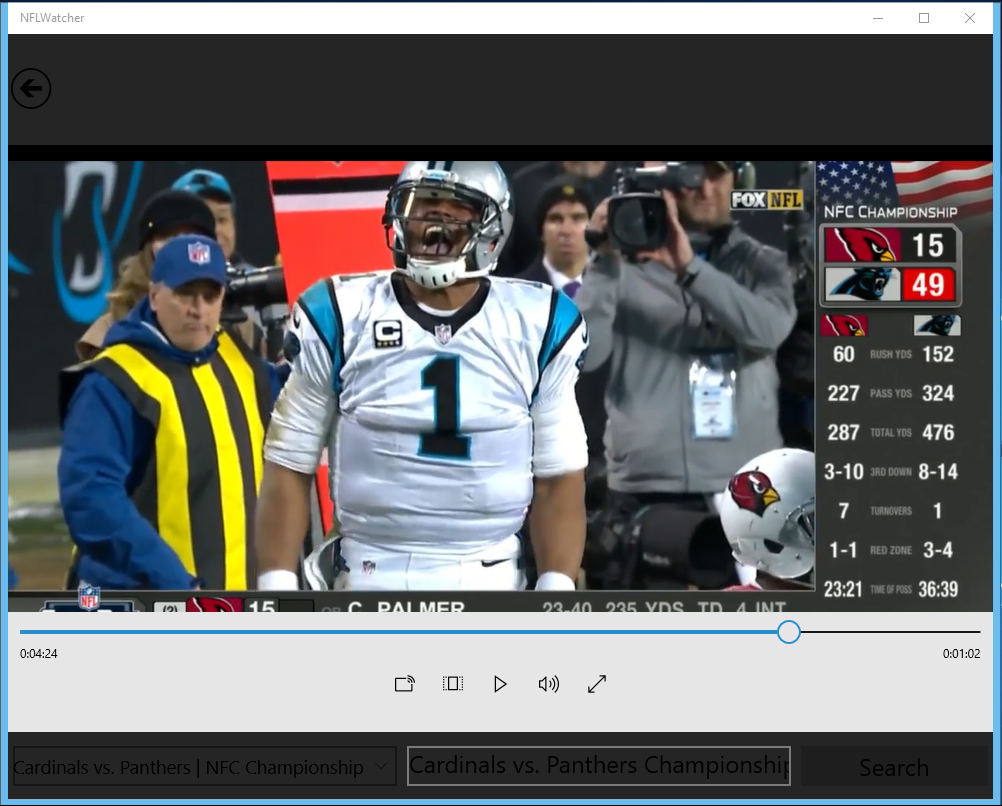 NFLWatcher
FOX NFL
NFC CHAMPIONSHIP
15
49
60 RUSH YDS 152
227 PASS YDS 324
287 TOTAL YDS 476
3-10 3RD DOWN 8-14
7 TURNOVERS 1
1-1 RED ZONE 3-4
23:21 TIME OF POSS 36:39
C
1
NFL
(2) 15 QB C. PALMER 23-40, 235 YDS, TD, 4 INT
0:04:24 0:01:02
Cardinals vs. Panthers | NFC Championship
Cardinals vs. Panthers Championship
Search